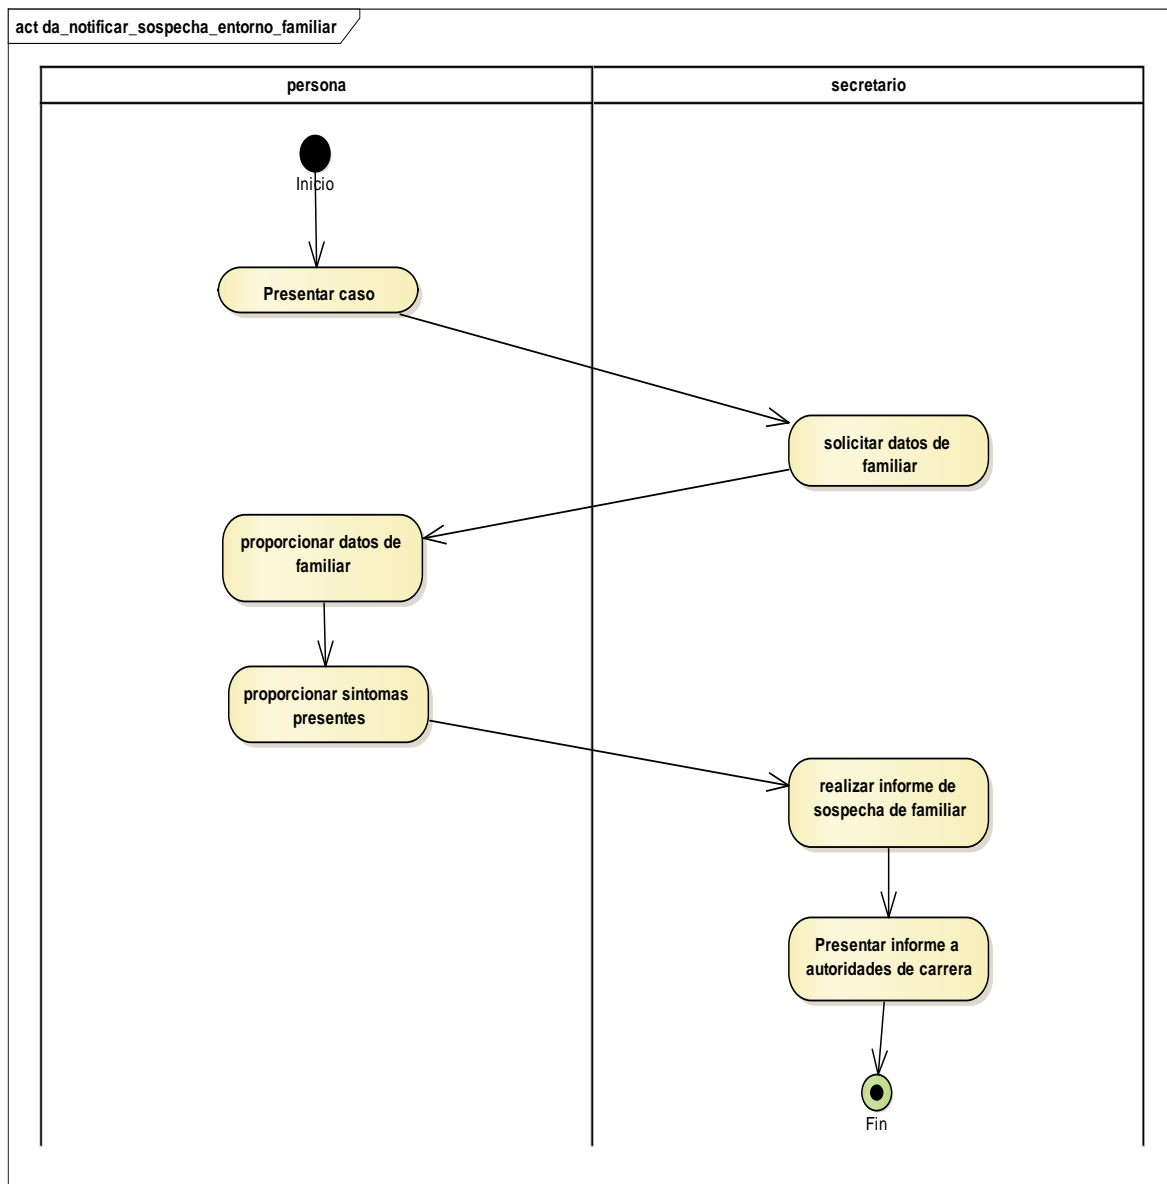 act da_notificar_sospecha_entorno_familiar
persona
secretario
Inicio
Presentar caso
solicitar datos de
familiar
proporcionar datos de
familiar
proporcionar sintomas
presentes
realizar informe de
sospecha de familiar
Presentar informe a
autoridades de carrera
Fin